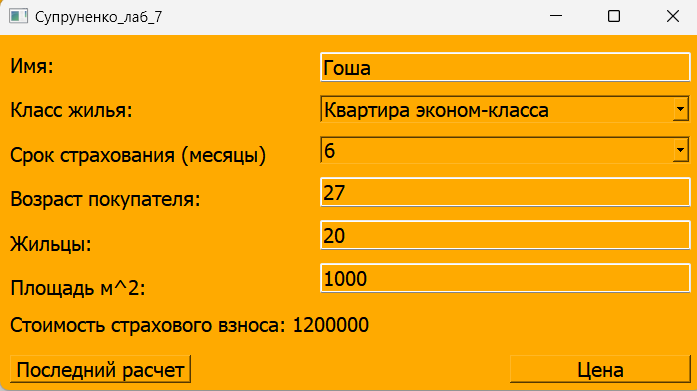 Супруненко_лаб_7
Имя: Гоша
Класс жилья: Квартира эконом-класса
Срок страхования (месяцы) 6
Возраст покупателя: 27
Жильцы: 20
Площадь м^2: 1000
Стоимость страхового взноса: 1200000
Последний расчет Цена